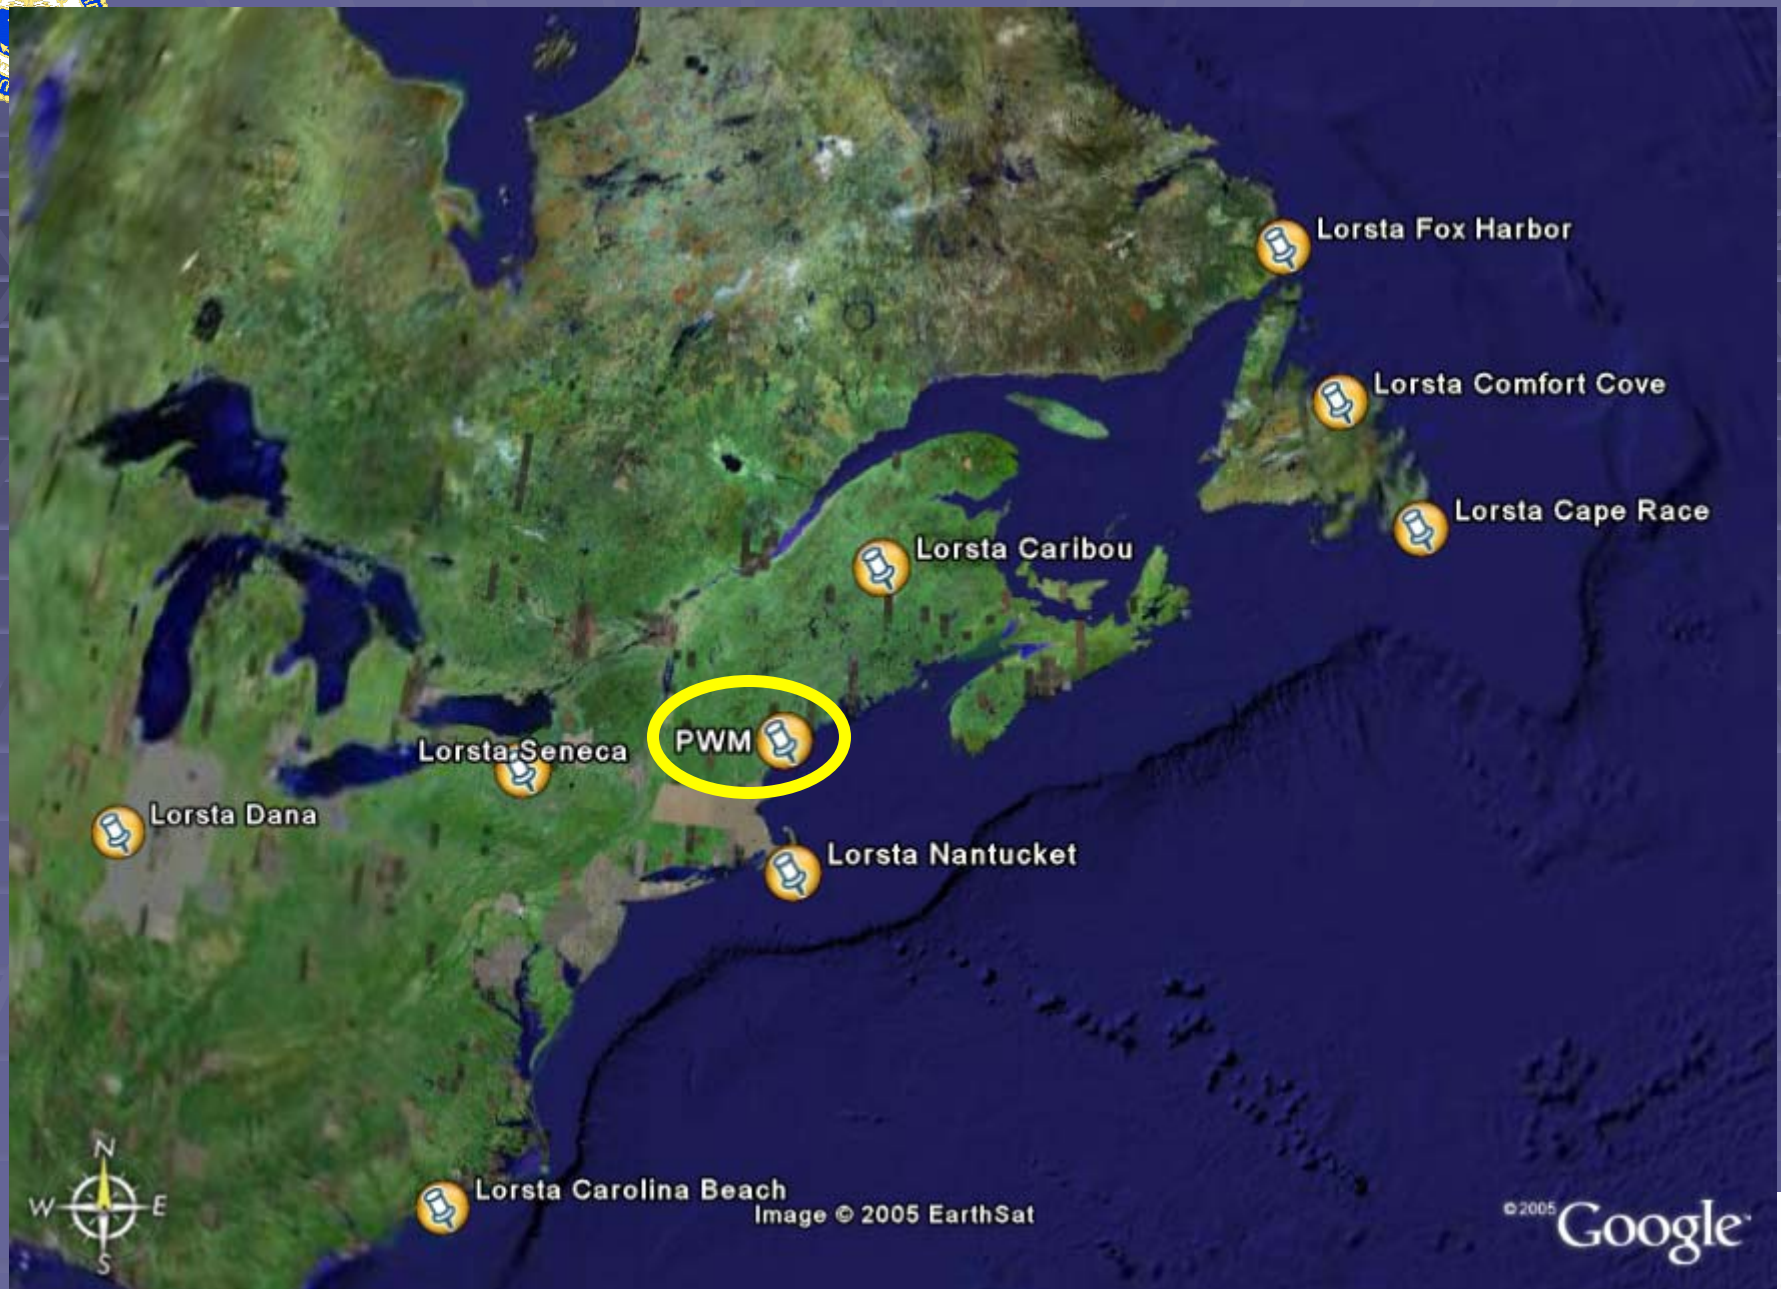 Lorsta Fox Harbor
Lorsta Comfort Cove
Lorsta Cape Race
Lorsta Caribou
PWM
Lorsta Seneca
Lorsta Dana
Lorsta Nantucket
N
W E
S
Lorsta Carolina Beach
Image © 2005 EarthSat
©2005 Google™